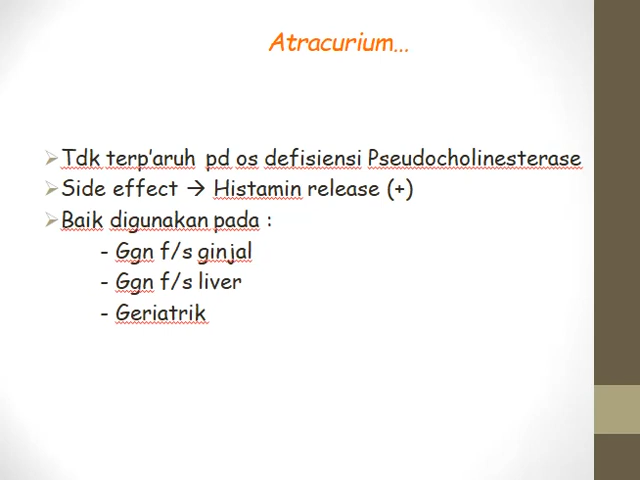 Atracurium...
Tdk terp'aruh pd os defisiensi Pseudocholinesterase
Side effect → Histamin release (+)
Baik digunakan pada :
- Ggn f/s ginjal
- Ggn f/s liver
- Geriatrik